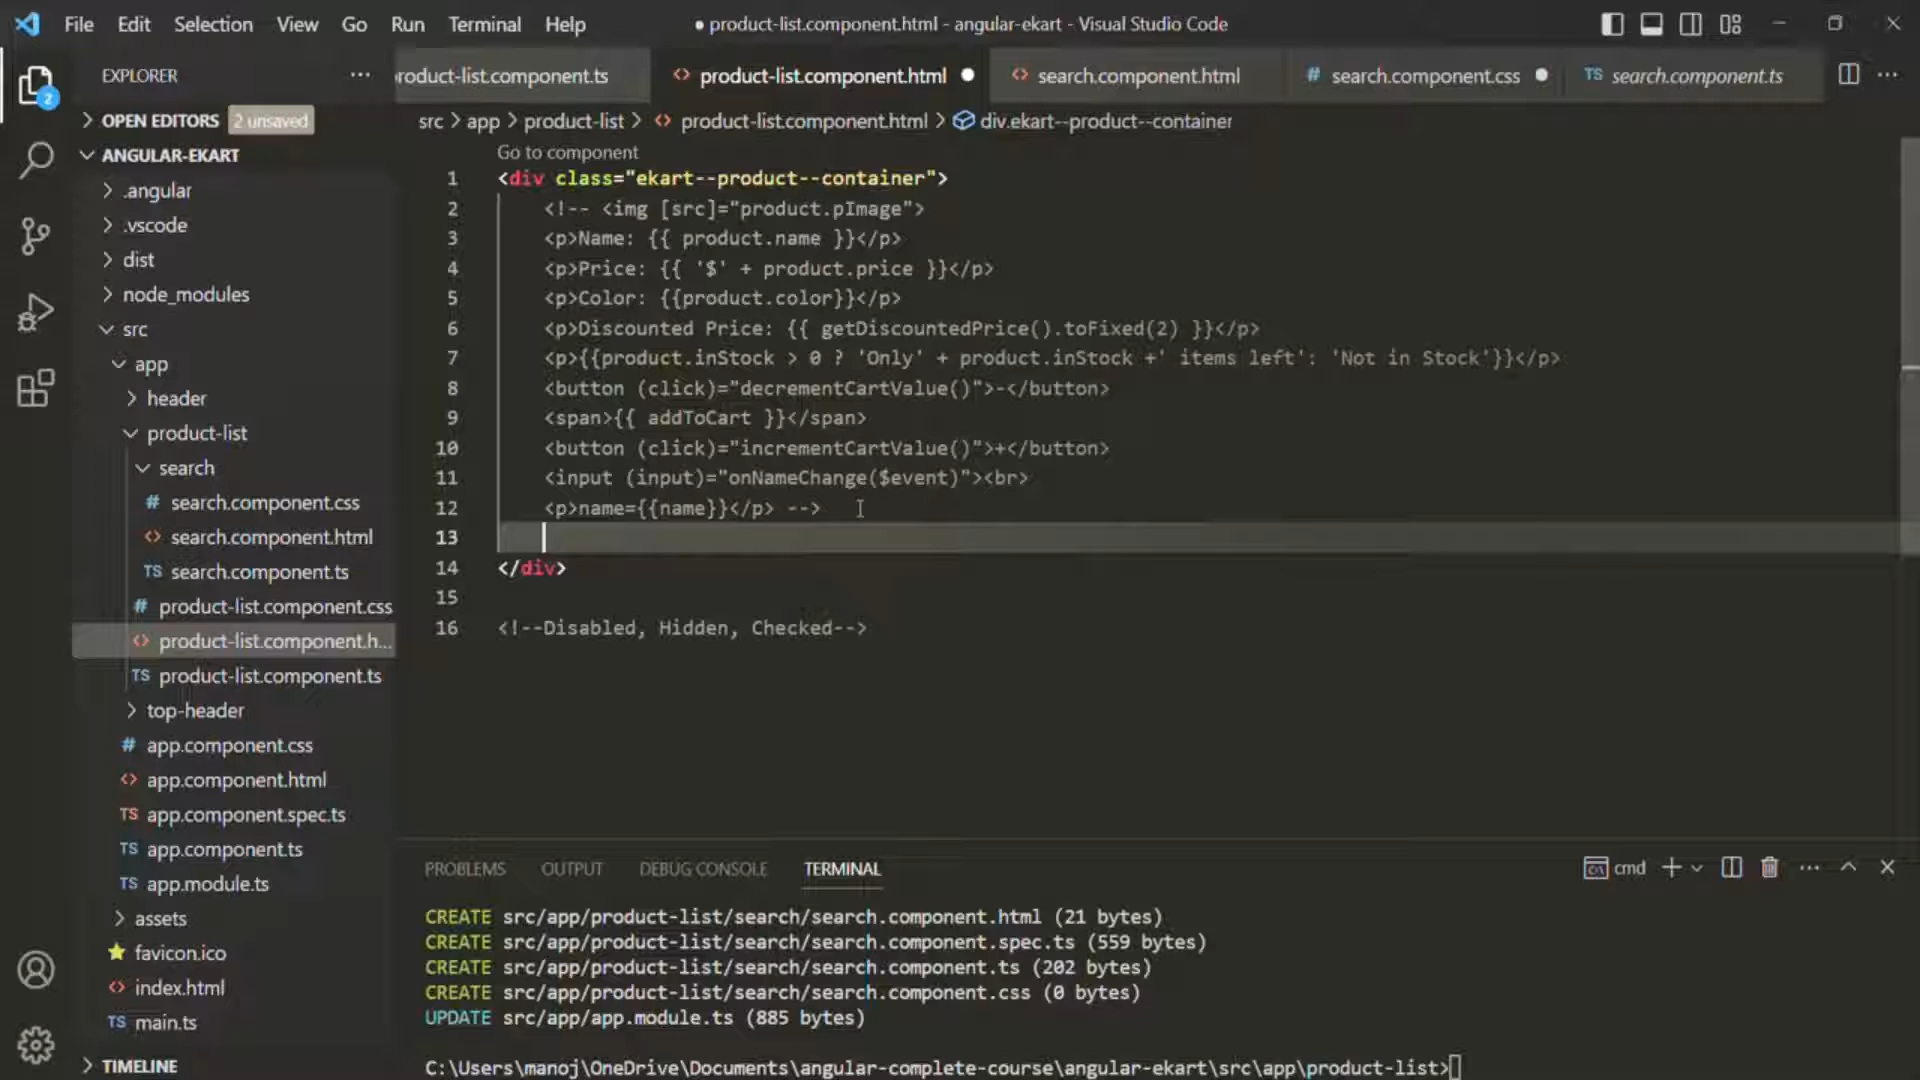 File Edit Selection View Go Run Terminal Help
● product-list.component.html - angular-ekart - Visual Studio Code
EXPLORER
roduct-list.component.ts
product-list.component.html
search.component.html
search.component.css
TS search.component.ts
OPEN EDITORS 2 unsaved
src > app > product-list > product-list.component.html > div.ekart--product--container
2
ANGULAR-EKART
.angular
.vscode
dist
node_modules
src
app
header
product-list
search
# search.component.css
<> search.component.html
TS search.component.ts
# product-list.component.css
<> product-list.component.h...
TS product-list.component.ts
top-header
# app.component.css
<> app.component.html
TS app.component.spec.ts
TS app.component.ts
TS app.module.ts
assets
favicon.ico
<> index.html
TS main.ts
TIMELINE
Go to component
1 <div class="ekart--product--container">
2 <!-- <img [src]="product.pImage">
3 <p>Name: {{ product.name }}</p>
4 <p>Price: {{ '$' + product.price }}</p>
5 <p>Color: {{product.color}}</p>
6 <p>Discounted Price: {{ getDiscountedPrice().toFixed(2) }}</p>
7 <p>{{product.inStock > 0 ? 'Only' + product.inStock +' items left': 'Not in Stock'}}</p>
8 <button (click)="decrementCartValue()">-</button>
9 <span>{{ addToCart }}</span>
10 <button (click)="incrementCartValue()">+</button>
11 <input (input)="onNameChange($event)"><br>
12 <p>name={{name}}</p> -->
13
14 </div>
15
16 <!--Disabled, Hidden, Checked-->
PROBLEMS OUTPUT DEBUG CONSOLE TERMINAL
cmd
CREATE src/app/product-list/search/search.component.html (21 bytes)
CREATE src/app/product-list/search/search.component.spec.ts (559 bytes)
CREATE src/app/product-list/search/search.component.ts (202 bytes)
CREATE src/app/product-list/search/search.component.css (0 bytes)
UPDATE src/app/app.module.ts (885 bytes)
C:\Users\manoj\OneDrive\Documents\angular-complete-course\angular-ekart\src\app\product-list>